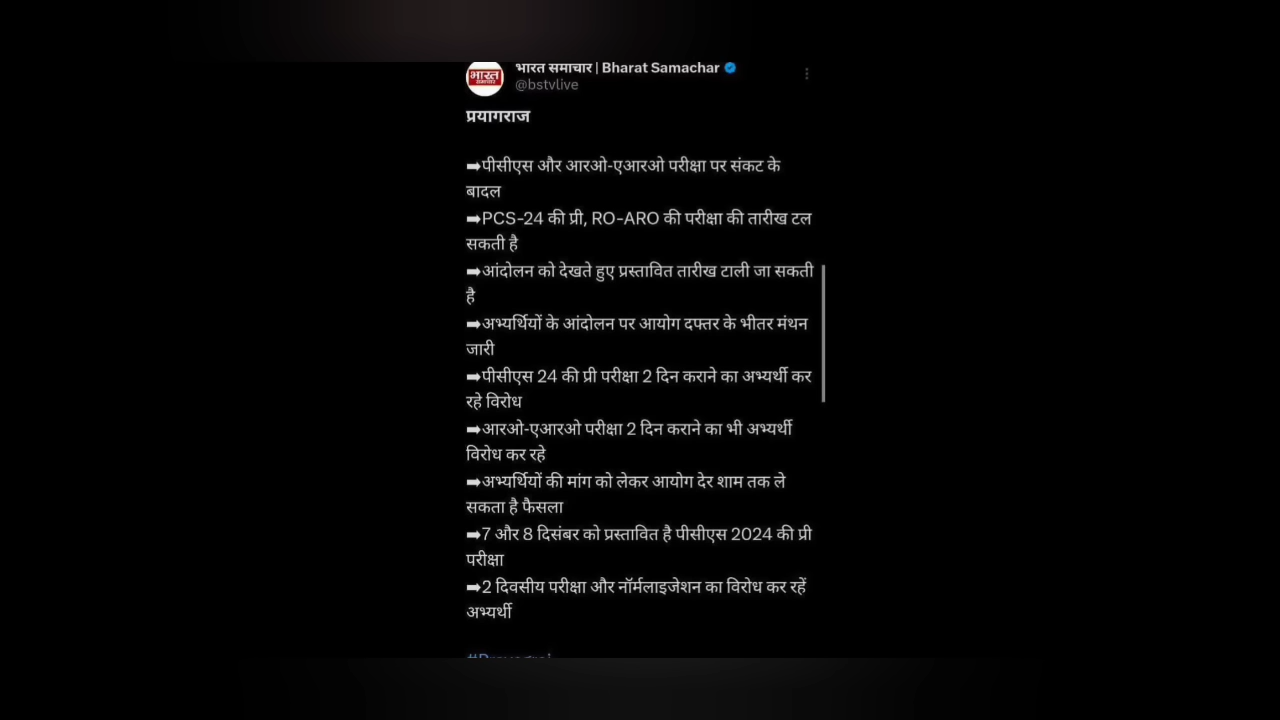 भारत समाचार | Bharat Samachar
@bstvlive
भारत
समाचार
प्रयागराज
➡पीसीएस और आरओ-एआरओ परीक्षा पर संकट के
बादल
➡PCS-24 की प्री, RO-ARO की परीक्षा की तारीख टल
सकती है
➡आंदोलन को देखते हुए प्रस्तावित तारीख टाली जा सकती
है
➡अभ्यर्थियों के आंदोलन पर आयोग दफ्तर के भीतर मंथन
जारी
➡पीसीएस 24 की प्री परीक्षा 2 दिन कराने का अभ्यर्थी कर
रहे विरोध
➡आरओ-एआरओ परीक्षा 2 दिन कराने का भी अभ्यर्थी
विरोध कर रहे
➡अभ्यर्थियों की मांग को लेकर आयोग देर शाम तक ले
सकता है फैसला
➡7 और 8 दिसंबर को प्रस्तावित है पीसीएस 2024 की प्री
परीक्षा
➡2 दिवसीय परीक्षा और नॉर्मलाइजेशन का विरोध कर रहें
अभ्यर्थी